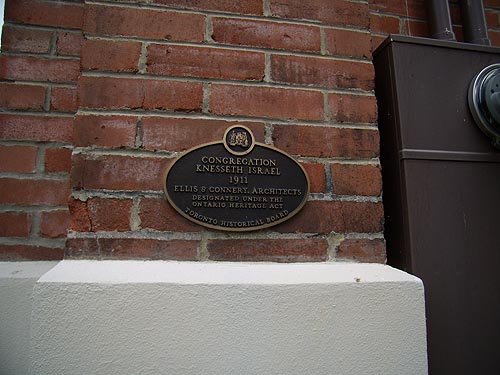 CONGREGATION
KNESSETH ISRAEL
1911
ELLIS & CONNERY, ARCHITECTS
DESIGNATED UNDER THE
ONTARIO HERITAGE ACT
TORONTO HISTORICAL BOARD